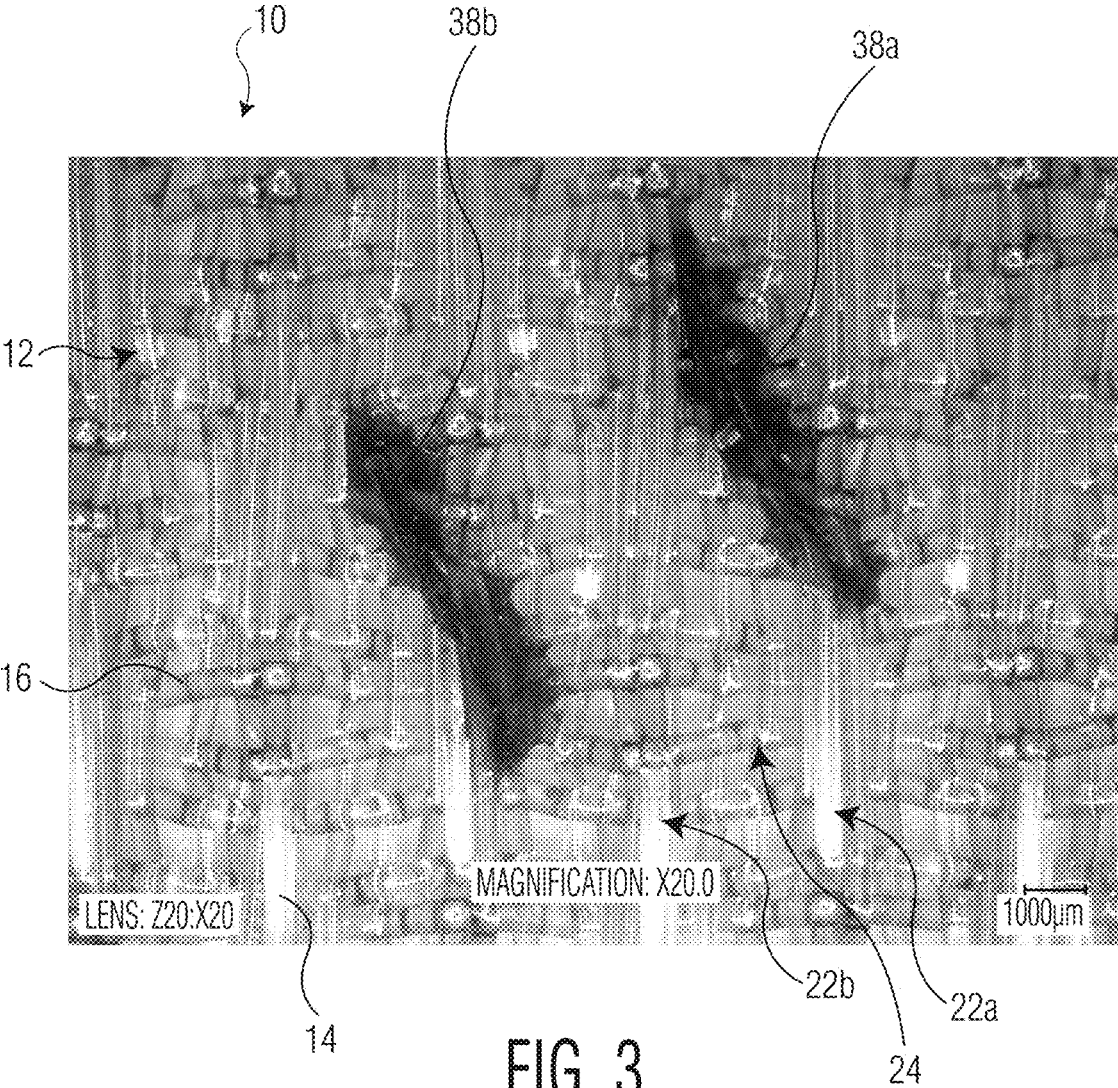 10
38b
38a
12
16
MAGNIFICATION: X20.0
LENS: Z20:X20
1000µm
22b
22a
14
24
FIG. 3